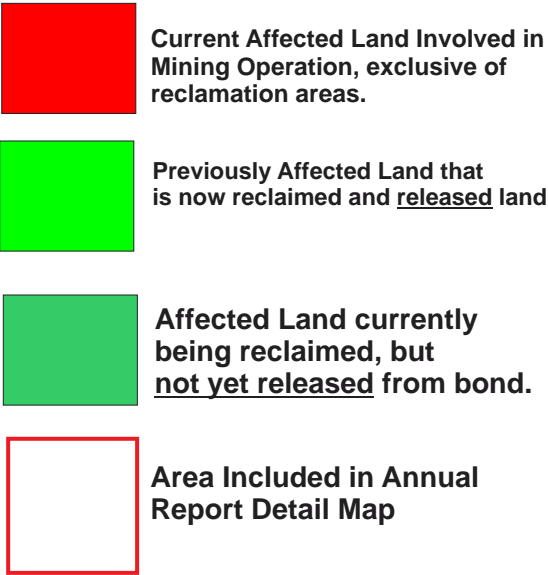 Current Affected Land Involved in
Mining Operation, exclusive of
reclamation areas.
Previously Affected Land that
is now reclaimed and released land
Affected Land currently
being reclaimed, but
not yet released from bond.
Area Included in Annual
Report Detail Map